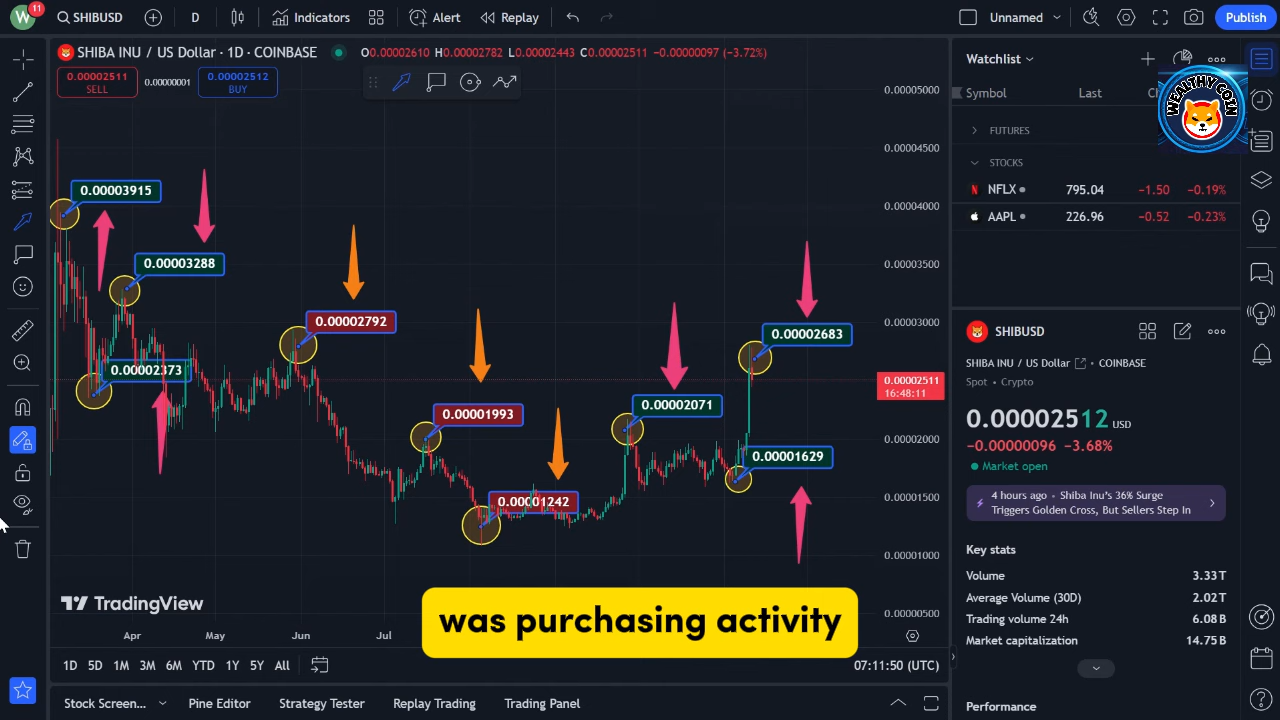 W
11
SHIBUSD
D
Indicators
Alert
Replay
Unnamed
Publish
SHIBA INU / US Dollar · 1D · COINBASE
O0.00002610 H0.00002782 L0.00002443 C0.00002511 −0.00000097 (−3.72%)
0.00002511
SELL
0.00000001
0.00002512
BUY
0.00005000
0.00004500
0.00004000
0.00003500
0.00003000
0.00002511
16:48:11
0.00002000
0.00001500
0.00001000
0.00000500
0.00003915
0.00003288
0.00002373
0.00002792
0.00001993
0.00001242
0.00002071
0.00002683
0.00001629
TradingView
was purchasing activity
Apr
May
Jun
Jul
1D 5D 1M 3M 6M YTD 1Y 5Y All
07:11:50 (UTC)
Stock Screen...
Pine Editor
Strategy Tester
Replay Trading
Trading Panel
Watchlist
Symbol Last
WEALTHY COIN
FUTURES
STOCKS
NFLX 795.04 −1.50 −0.19%
AAPL 226.96 −0.52 −0.23%
SHIBUSD
SHIBA INU / US Dollar · COINBASE
Spot · Crypto
0.00002512 USD
−0.00000096 −3.68%
Market open
4 hours ago · Shiba Inu's 36% Surge
Triggers Golden Cross, But Sellers Step In
Key stats
Volume 3.33T
Average Volume (30D) 2.02T
Trading volume 24h 6.08B
Market capitalization 14.75B
Performance